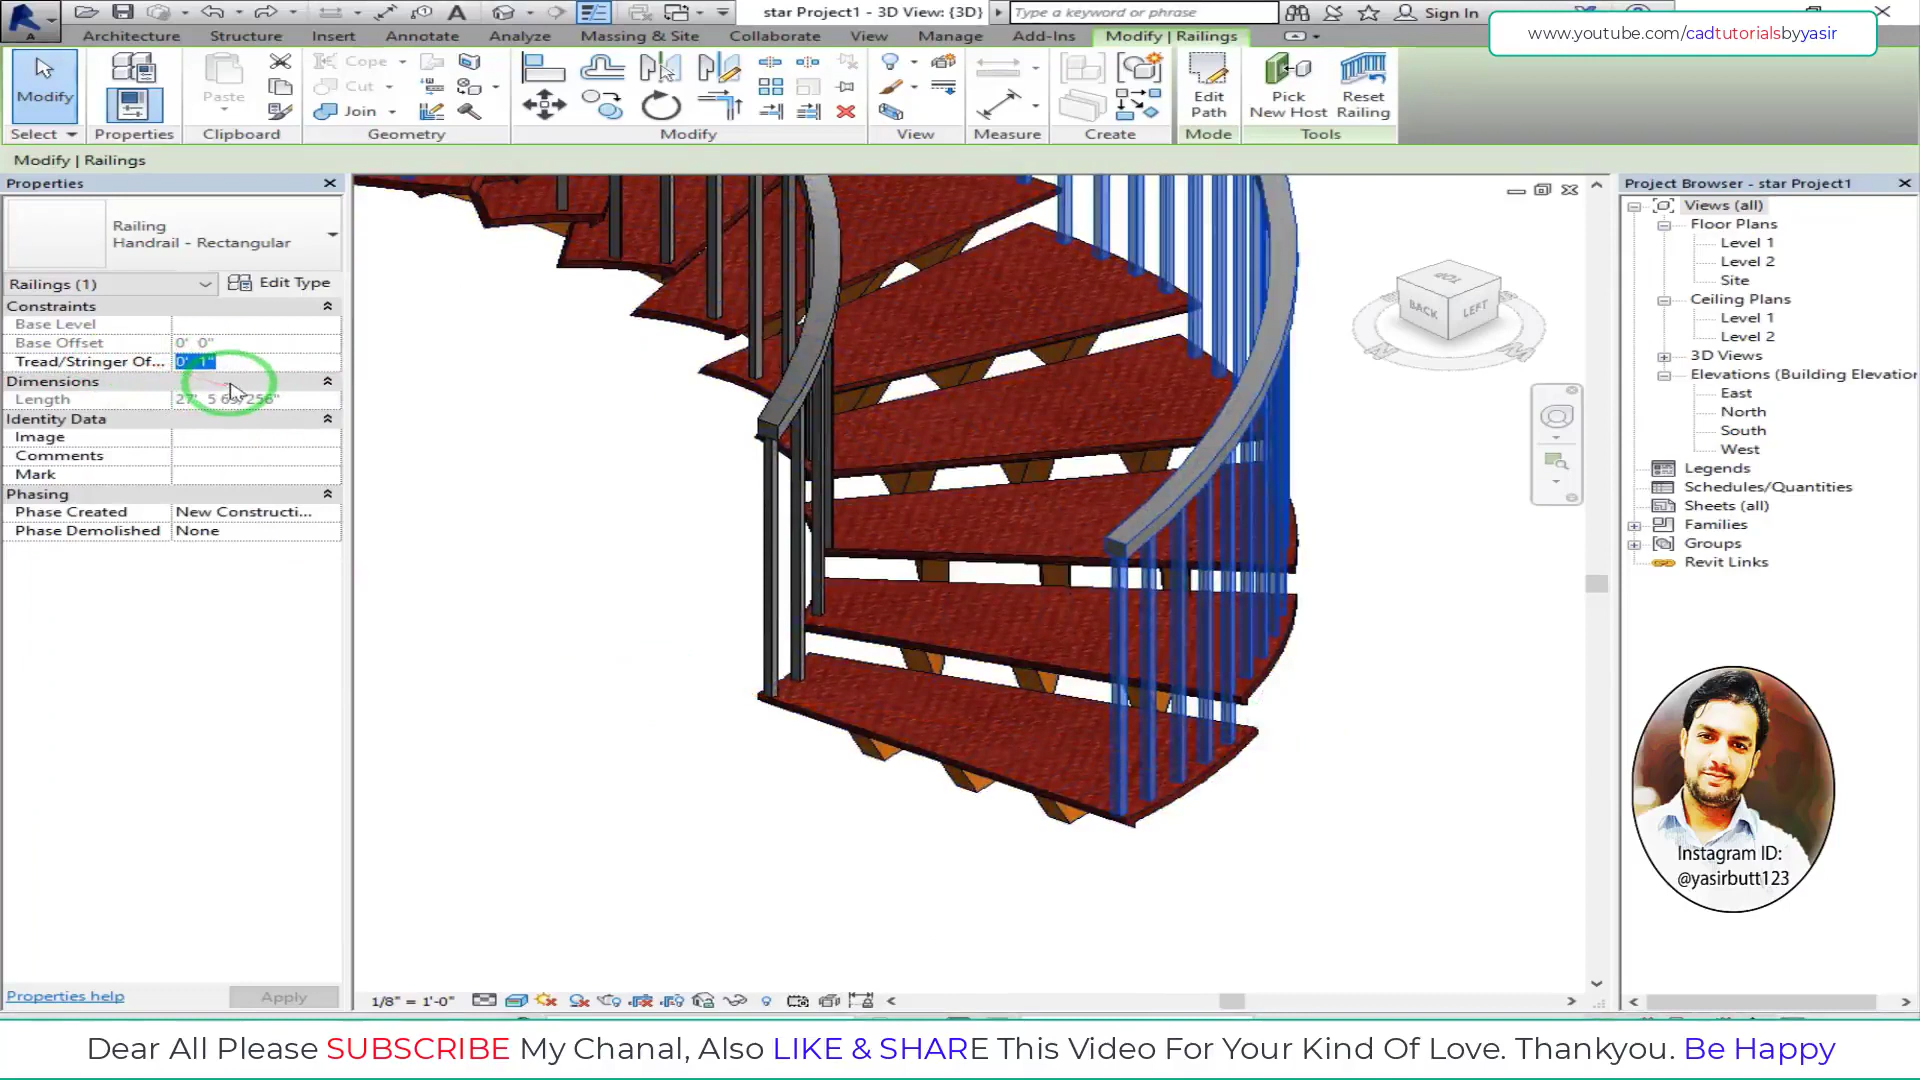 star Project1 - 3D View: {3D}
Type a keyword or phrase
Sign In
www.youtube.com/cadtutorialsbyyasir
A
Architecture Structure Insert Annotate Analyze Massing & Site Collaborate View Manage Add-Ins Modify | Railings
Modify
Paste
Cope
Cut
Join
Edit Path
Pick New Host
Reset Railing
Select Properties Clipboard Geometry Modify View Measure Create Mode Tools
Modify | Railings
Properties
Railing
Handrail - Rectangular
Railings (1) Edit Type
Constraints
Base Level
Base Offset 0' 0"
Tread/Stringer Of... 0' 1"
Dimensions
Length
Identity Data
Image
Comments
Mark
Phasing
Phase Created New Constructi...
Phase Demolished None
Properties help Apply
TOP
BACK
LEFT
1/8" = 1'-0"
Project Browser - star Project1
Views (all)
Floor Plans
Level 1
Level 2
Site
Ceiling Plans
Level 1
Level 2
3D Views
Elevations (Building Elevation
East
North
South
West
Legends
Schedules/Quantities
Sheets (all)
Families
Groups
Revit Links
Instagram ID:
@yasirbutt123
Dear All Please SUBSCRIBE My Chanal, Also LIKE & SHARE This Video For Your Kind Of Love. Thankyou. Be Happy